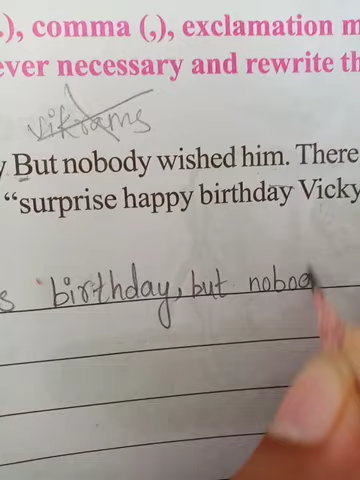 .), comma (,), exclamation m
ever necessary and rewrite th
vikrams
y But nobody wished him. There
"surprise happy birthday Vicky
s birthday, but noboo